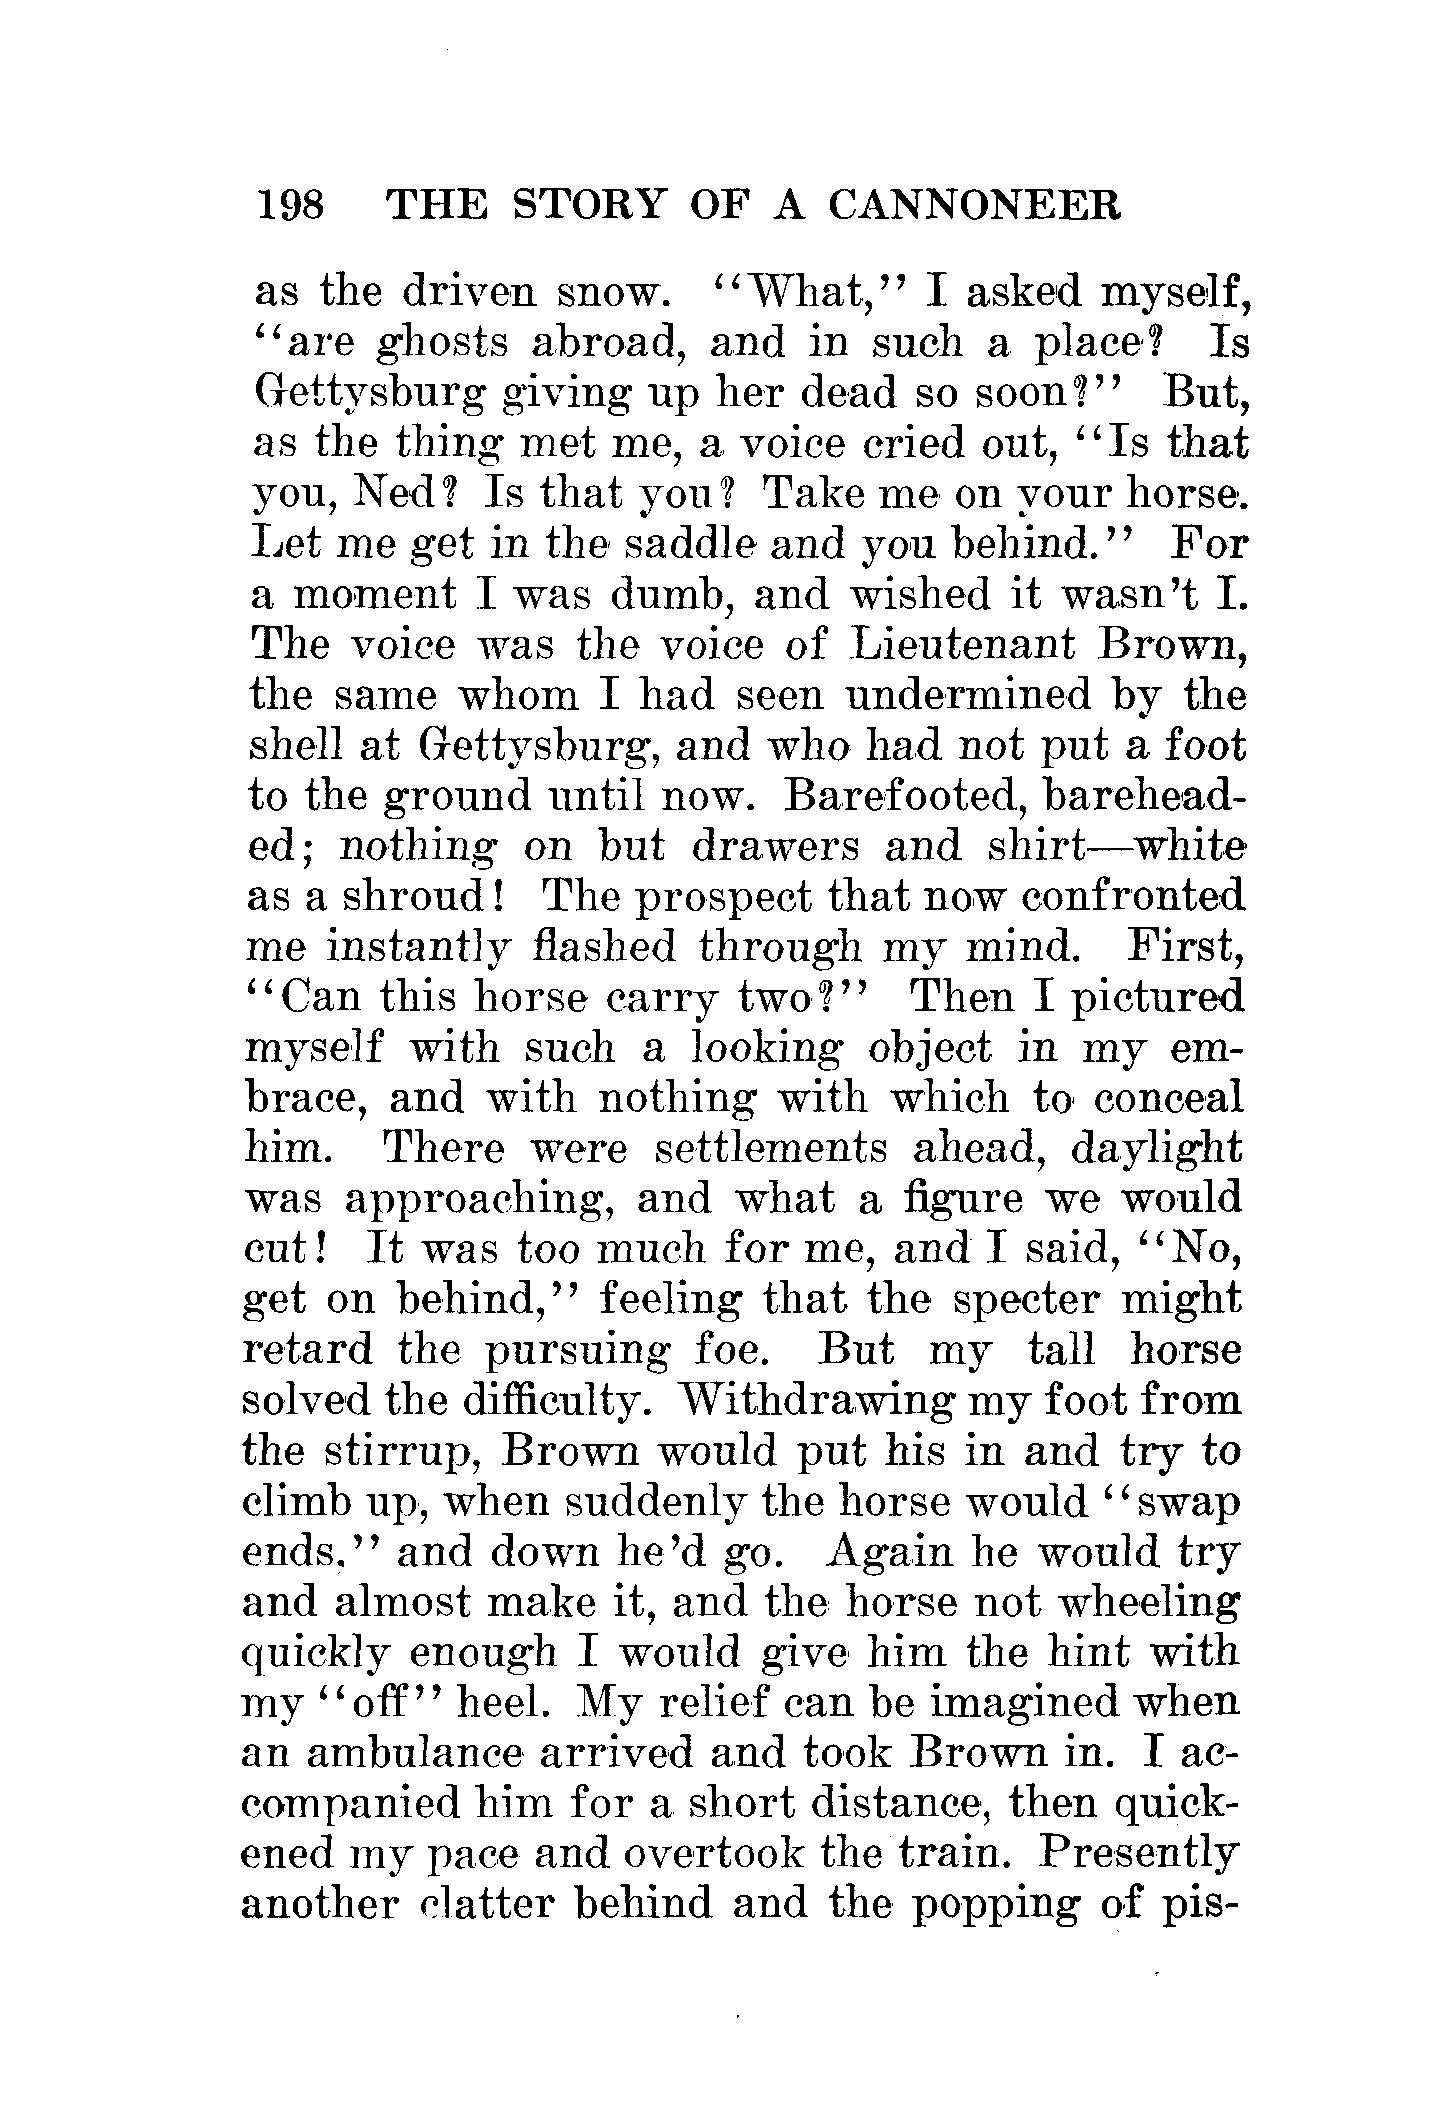 198 THE STORY OF A CANNONEER
as the driven snow. "What," I asked myself,
"are ghosts abroad, and in such a place? Is
Gettysburg giving up her dead so soon?" But,
as the thing met me, a voice cried out, "Is that
you, Ned? Is that you? Take me on your horse.
Let me get in the saddle and you behind." For
a moment I was dumb, and wished it wasn't I.
The voice was the voice of Lieutenant Brown,
the same whom I had seen undermined by the
shell at Gettysburg, and who had not put a foot
to the ground until now. Barefooted, barehead-
ed; nothing on but drawers and shirt—white
as a shroud! The prospect that now confronted
me instantly flashed through my mind. First,
"Can this horse carry two?" Then I pictured
myself with such a looking object in my em-
brace, and with nothing with which to conceal
him. There were settlements ahead, daylight
was approaching, and what a figure we would
cut! It was too much for me, and I said, "No,
get on behind," feeling that the specter might
retard the pursuing foe. But my tall horse
solved the difficulty. Withdrawing my foot from
the stirrup, Brown would put his in and try to
climb up, when suddenly the horse would "swap
ends," and down he'd go. Again he would try
and almost make it, and the horse not wheeling
quickly enough I would give him the hint with
my "off" heel. My relief can be imagined when
an ambulance arrived and took Brown in. I ac-
companied him for a short distance, then quick-
ened my pace and overtook the train. Presently
another clatter behind and the popping of pis-